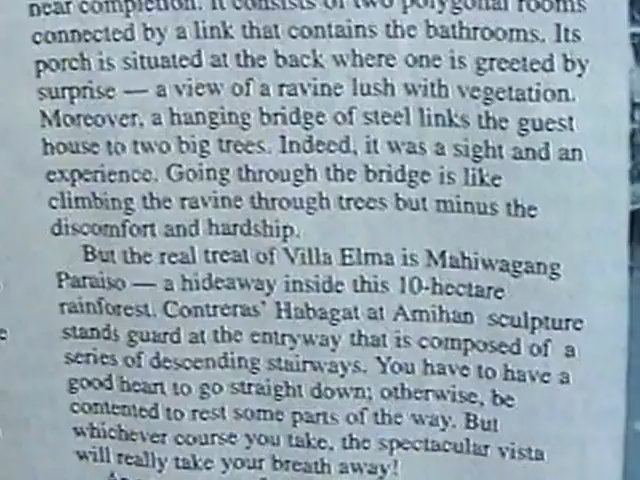 near completion. It consists of two polygonal rooms
connected by a link that contains the bathrooms. Its
porch is situated at the back where one is greeted by
surprise — a view of a ravine lush with vegetation.
Moreover, a hanging bridge of steel links the guest
house to two big trees. Indeed, it was a sight and an
experience. Going through the bridge is like
climbing the ravine through trees but minus the
discomfort and hardship.
But the real treat of Villa Elma is Mahiwagang
Paraiso — a hideaway inside this 10-hectare
rainforest. Contreras' Habagat at Amihan sculpture
stands guard at the entryway that is composed of a
series of descending stairways. You have to have a
good heart to go straight down; otherwise, be
contented to rest some parts of the way. But
whichever course you take, the spectacular vista
will really take your breath away!